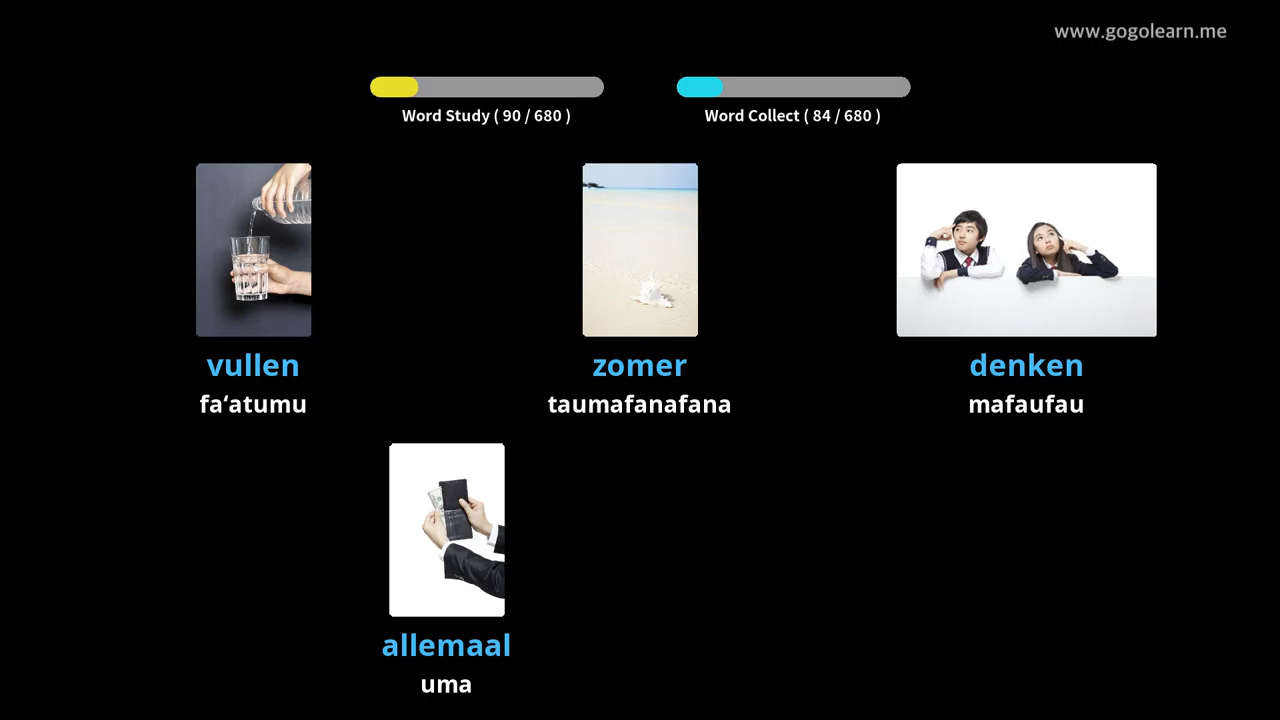 www.gogolearn.me
Word Study ( 90 / 680 )
Word Collect ( 84 / 680 )
vullen
faʻatumu
zomer
taumafanafana
denken
mafaufau
allemaal
uma